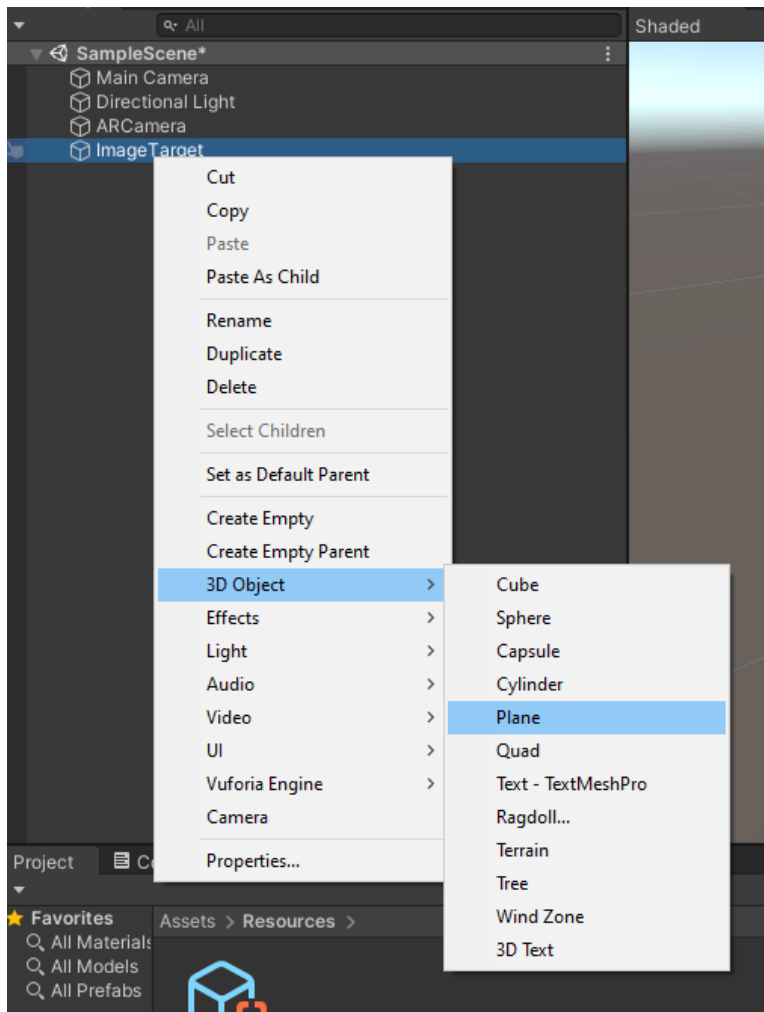 All
Shaded
SampleScene*
Main Camera
Directional Light
ARCamera
ImageTarget
Cut
Copy
Paste
Paste As Child
Rename
Duplicate
Delete
Select Children
Set as Default Parent
Create Empty
Create Empty Parent
3D Object
Effects
Light
Audio
Video
UI
Vuforia Engine
Camera
Properties...
Cube
Sphere
Capsule
Cylinder
Plane
Quad
Text - TextMeshPro
Ragdoll...
Terrain
Tree
Wind Zone
3D Text
Project
Favorites
All Materials
All Models
All Prefabs
Assets > Resources >